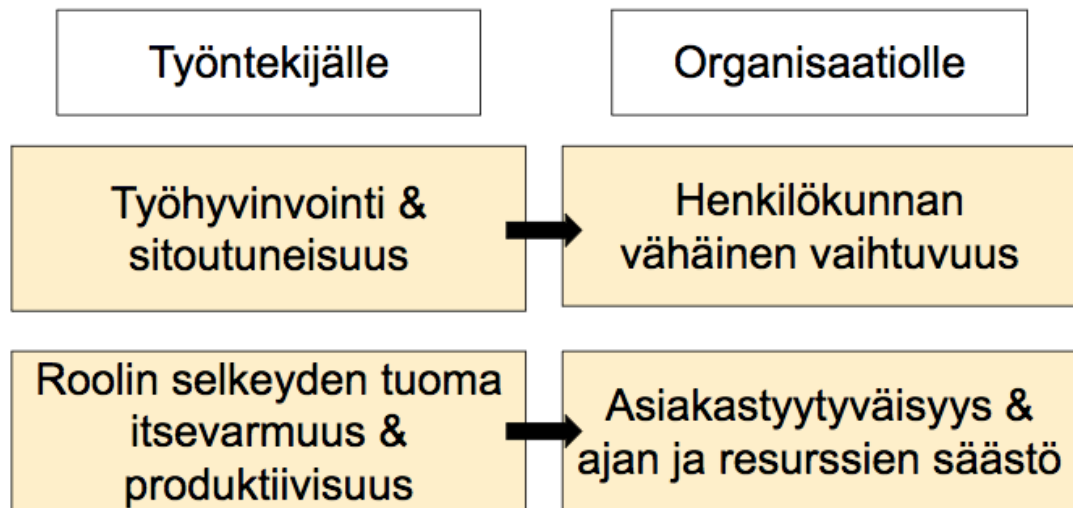 Työntekijälle
Organisaatiolle
Työhyvinvointi &
sitoutuneisuus
Henkilökunnan
vähäinen vaihtuvuus
Roolin selkeyden tuoma
itsevarmuus &
produktiivisuus
Asiakastyytyväisyys &
ajan ja resurssien säästö